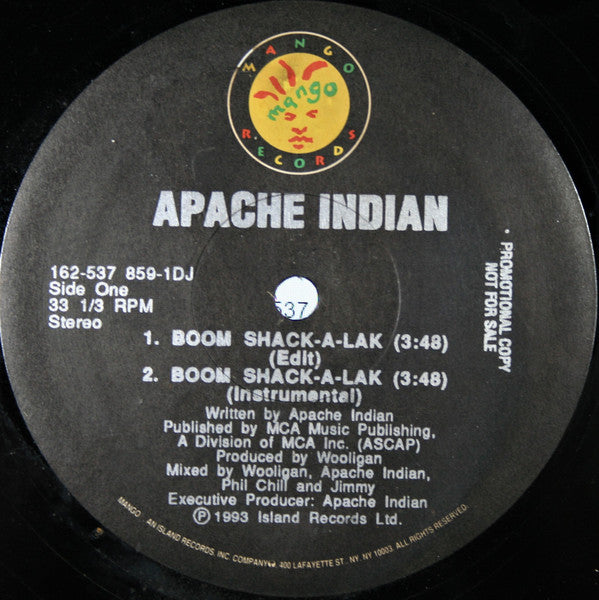 MANGO
mango
RECORDS
APACHE INDIAN
162-537 859-1DJ
Side One
33 1/3 RPM
Stereo
• PROMOTIONAL COPY
NOT FOR SALE
537
1. BOOM SHACK-A-LAK (3:48)
(Edit)
2. BOOM SHACK-A-LAK (3:48)
(Instrumental)
Written by Apache Indian
Published by MCA Music Publishing,
A Division of MCA Inc. (ASCAP)
Produced by Wooligan
Mixed by Wooligan, Apache Indian,
Phil Chill and Jimmy
Executive Producer: Apache Indian
℗ 1993 Island Records Ltd.
MANGO - AN ISLAND RECORDS, INC. COMPANY, 400 LAFAYETTE ST., NY, NY 10003. ALL RIGHTS RESERVED.